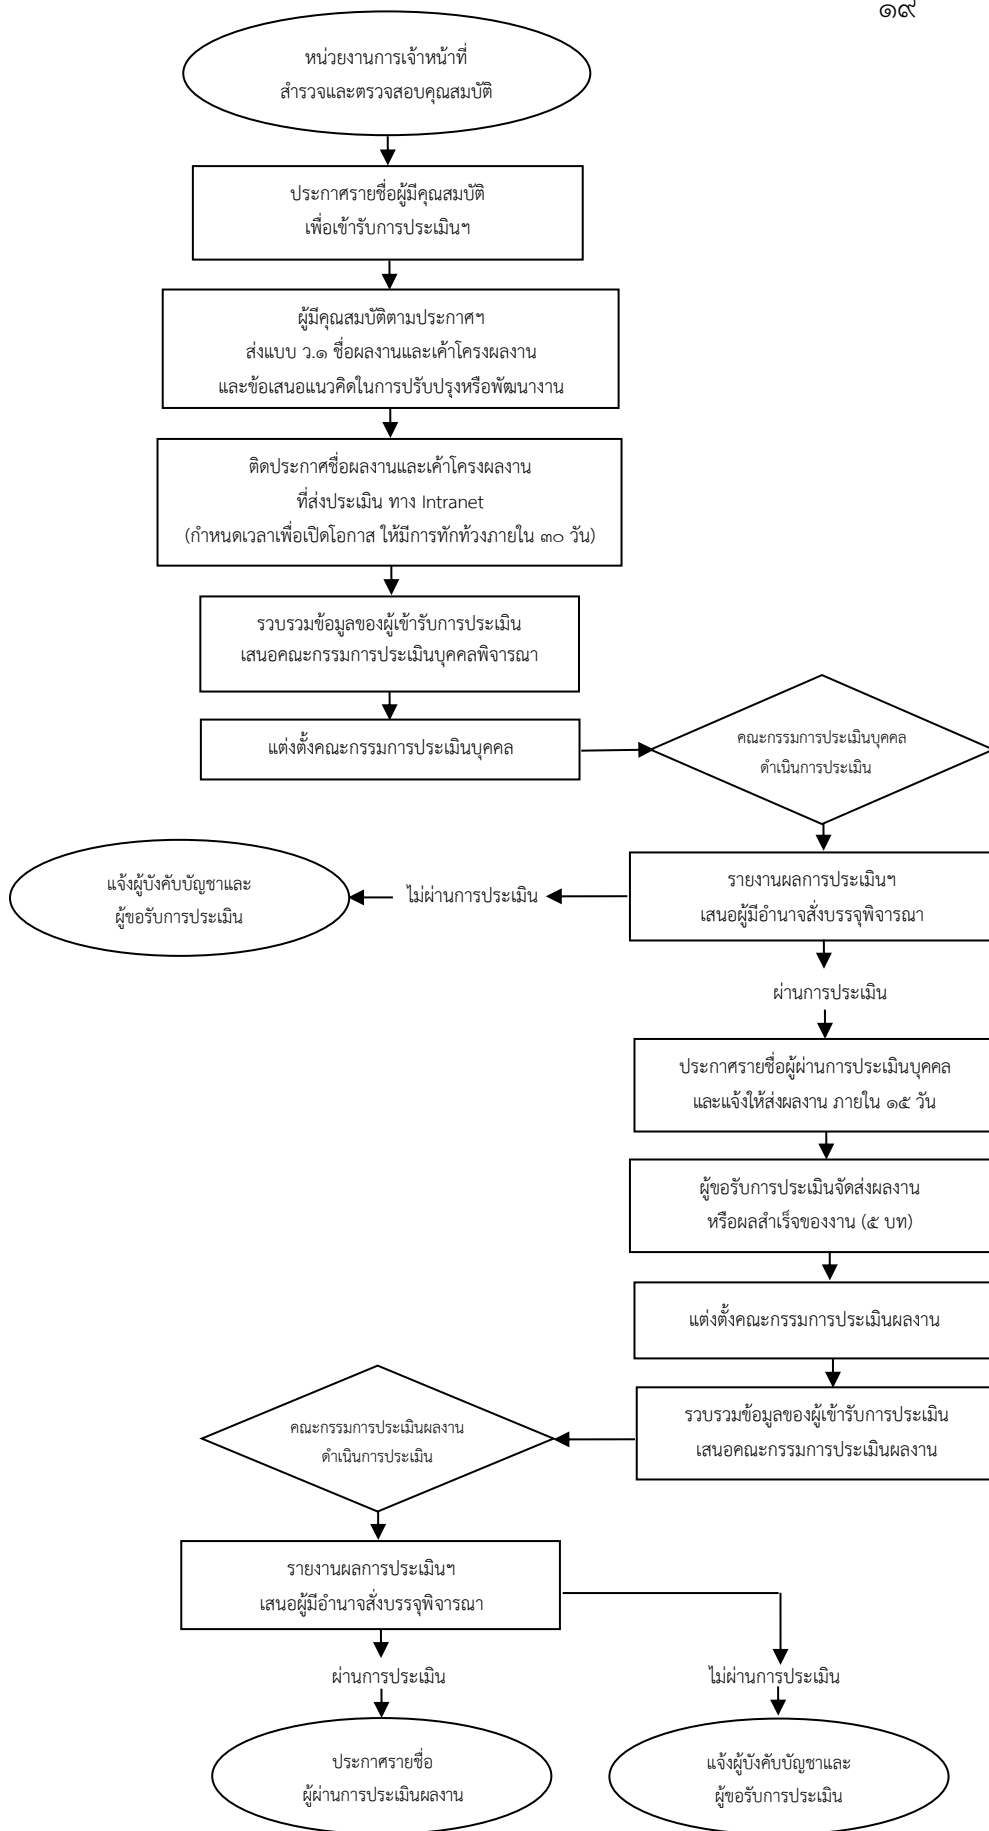 ๑๙
หน่วยงานการเจ้าหน้าที่
สำรวจและตรวจสอบคุณสมบัติ
ประกาศรายชื่อผู้มีคุณสมบัติ
เพื่อเข้ารับการประเมินฯ
ผู้มีคุณสมบัติตามประกาศฯ
ส่งแบบ ว.๑ ชื่อผลงานและเค้าโครงผลงาน
และข้อเสนอแนวคิดในการปรับปรุงหรือพัฒนางาน
ติดประกาศชื่อผลงานและเค้าโครงผลงาน
ที่ส่งประเมิน ทาง Intranet
(กำหนดเวลาเพื่อเปิดโอกาส ให้มีการทักท้วงภายใน ๓๐ วัน)
รวบรวมข้อมูลของผู้เข้ารับการประเมิน
เสนอคณะกรรมการประเมินบุคคลพิจารณา
แต่งตั้งคณะกรรมการประเมินบุคคล
คณะกรรมการประเมินบุคคล
ดำเนินการประเมิน
รายงานผลการประเมินฯ
เสนอผู้มีอำนาจสั่งบรรจุพิจารณา
ไม่ผ่านการประเมิน
แจ้งผู้บังคับบัญชาและ
ผู้ขอรับการประเมิน
ผ่านการประเมิน
ประกาศรายชื่อผู้ผ่านการประเมินบุคคล
และแจ้งให้ส่งผลงาน ภายใน ๑๕ วัน
ผู้ขอรับการประเมินจัดส่งผลงาน
หรือผลสำเร็จของงาน (๕ บท)
แต่งตั้งคณะกรรมการประเมินผลงาน
รวบรวมข้อมูลของผู้เข้ารับการประเมิน
เสนอคณะกรรมการประเมินผลงาน
คณะกรรมการประเมินผลงาน
ดำเนินการประเมิน
รายงานผลการประเมินฯ
เสนอผู้มีอำนาจสั่งบรรจุพิจารณา
ผ่านการประเมิน
ไม่ผ่านการประเมิน
ประกาศรายชื่อ
ผู้ผ่านการประเมินผลงาน
แจ้งผู้บังคับบัญชาและ
ผู้ขอรับการประเมิน